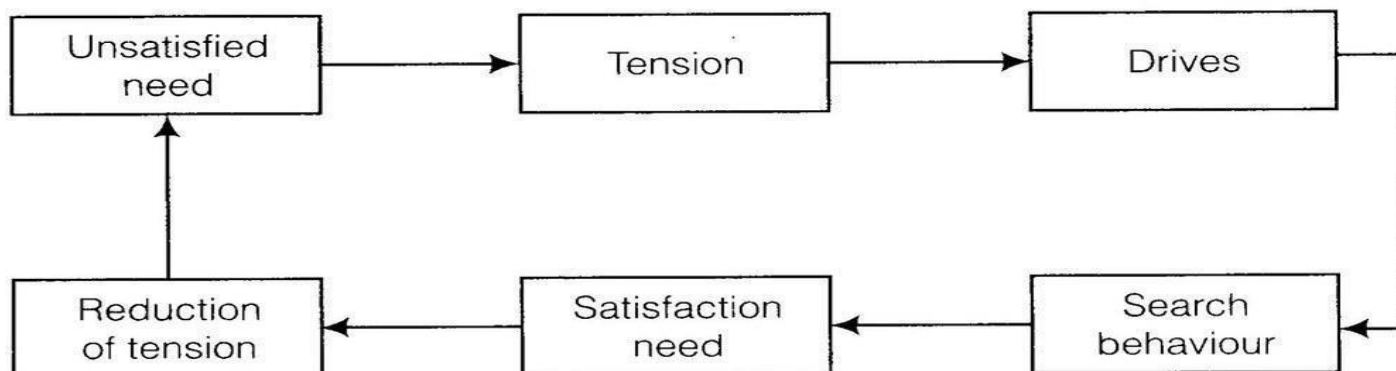 Unsatisfied
need
Tension
Drives
Reduction
of tension
Satisfaction
need
Search
behaviour